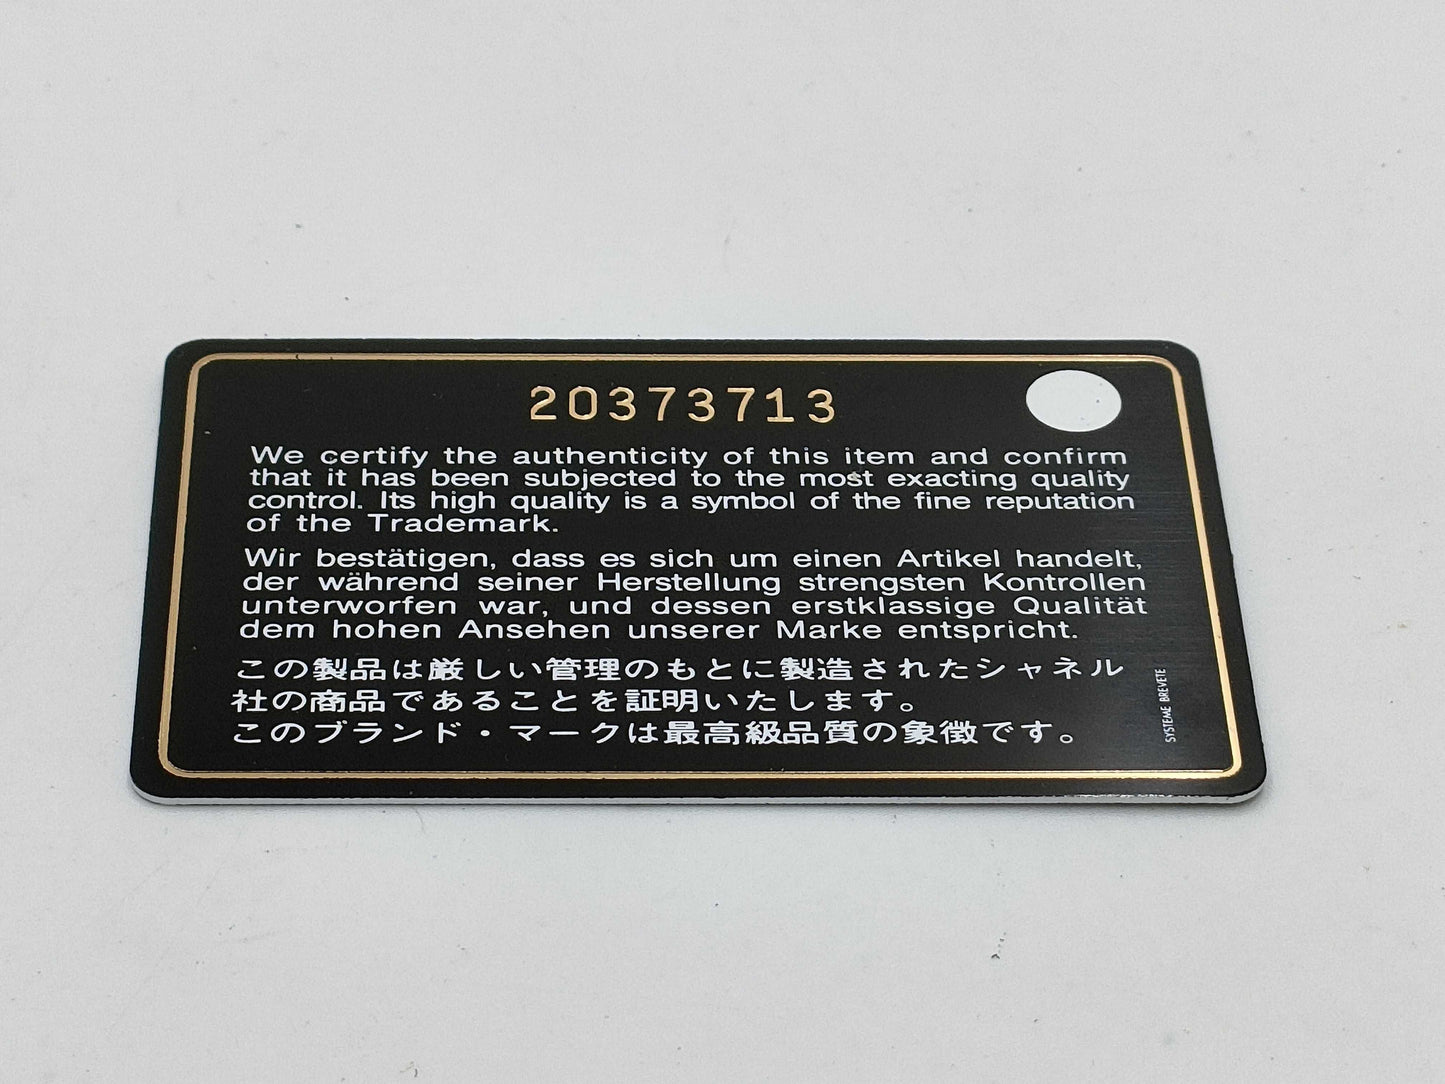 20373713
We certify the authenticity of this item and confirm
that it has been subjected to the most exacting quality
control. Its high quality is a symbol of the fine reputation
of the Trademark.
Wir bestätigen, dass es sich um einen Artikel handelt,
der während seiner Herstellung strengsten Kontrollen
unterworfen war, und dessen erstklassige Qualität
dem hohen Ansehen unserer Marke entspricht.
この製品は厳しい管理のもとに製造されたシャネル
社の商品であることを証明いたします。
このブランド・マークは最高級品質の象徴です。
SYSTEME BREVETE